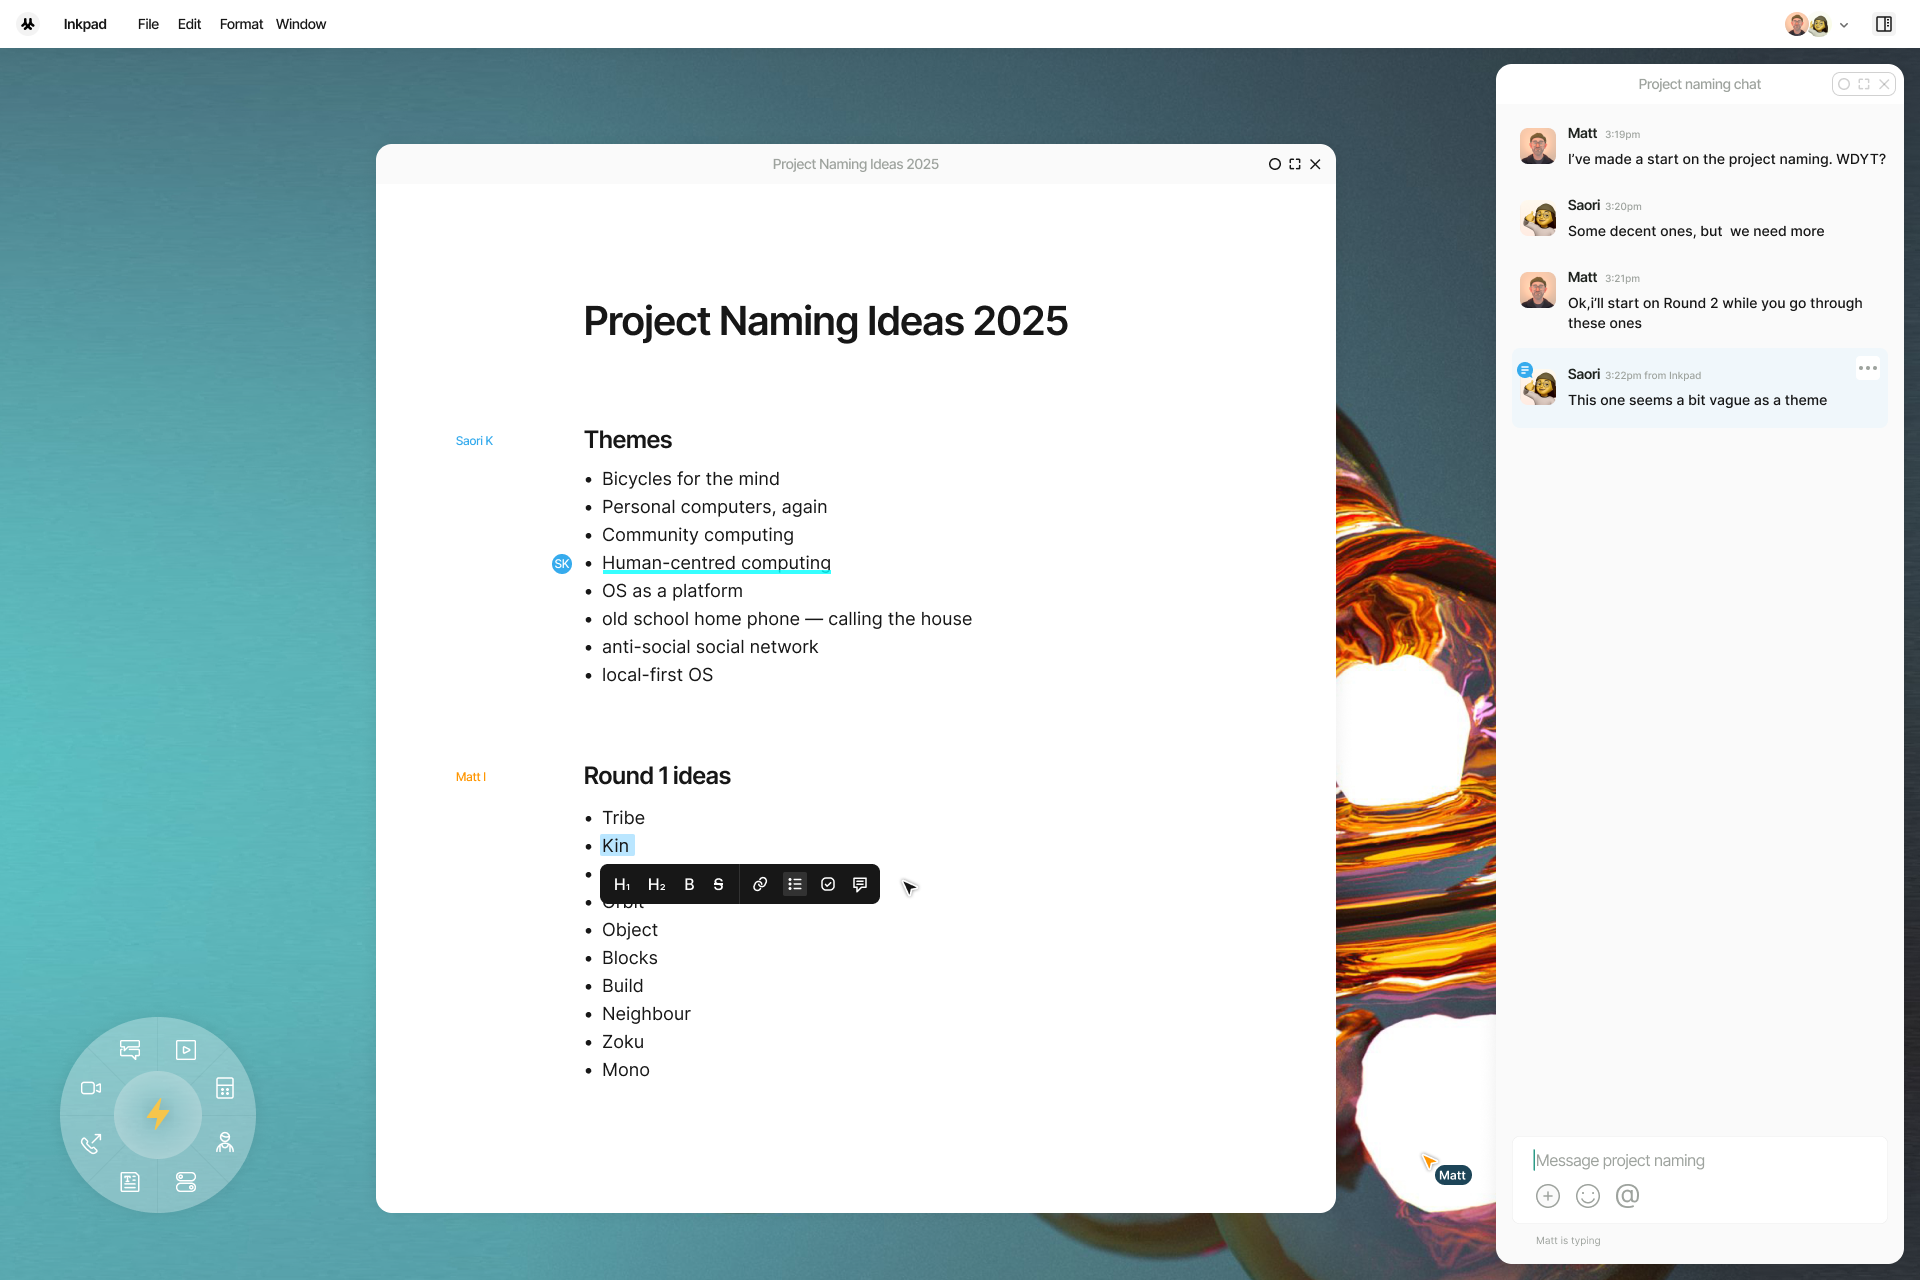 Inkpad File Edit Format Window
Project Naming Ideas 2025
Project Naming Ideas 2025
Saori K
Themes
• Bicycles for the mind
• Personal computers, again
• Community computing
SK
• Human-centred computing
• OS as a platform
• old school home phone — calling the house
• anti-social social network
• local-first OS
Matt I
Round 1 ideas
• Tribe
• Kin
H1 H2 B S
• Orbit
• Object
• Blocks
• Build
• Neighbour
• Zoku
• Mono
Matt
Project naming chat
Matt 3:19pm
I’ve made a start on the project naming. WDYT?
Saori 3:20pm
Some decent ones, but  we need more
Matt 3:21pm
Ok,i’ll start on Round 2 while you go through
these ones
Saori 3:22pm from Inkpad
This one seems a bit vague as a theme
Message project naming
Matt is typing